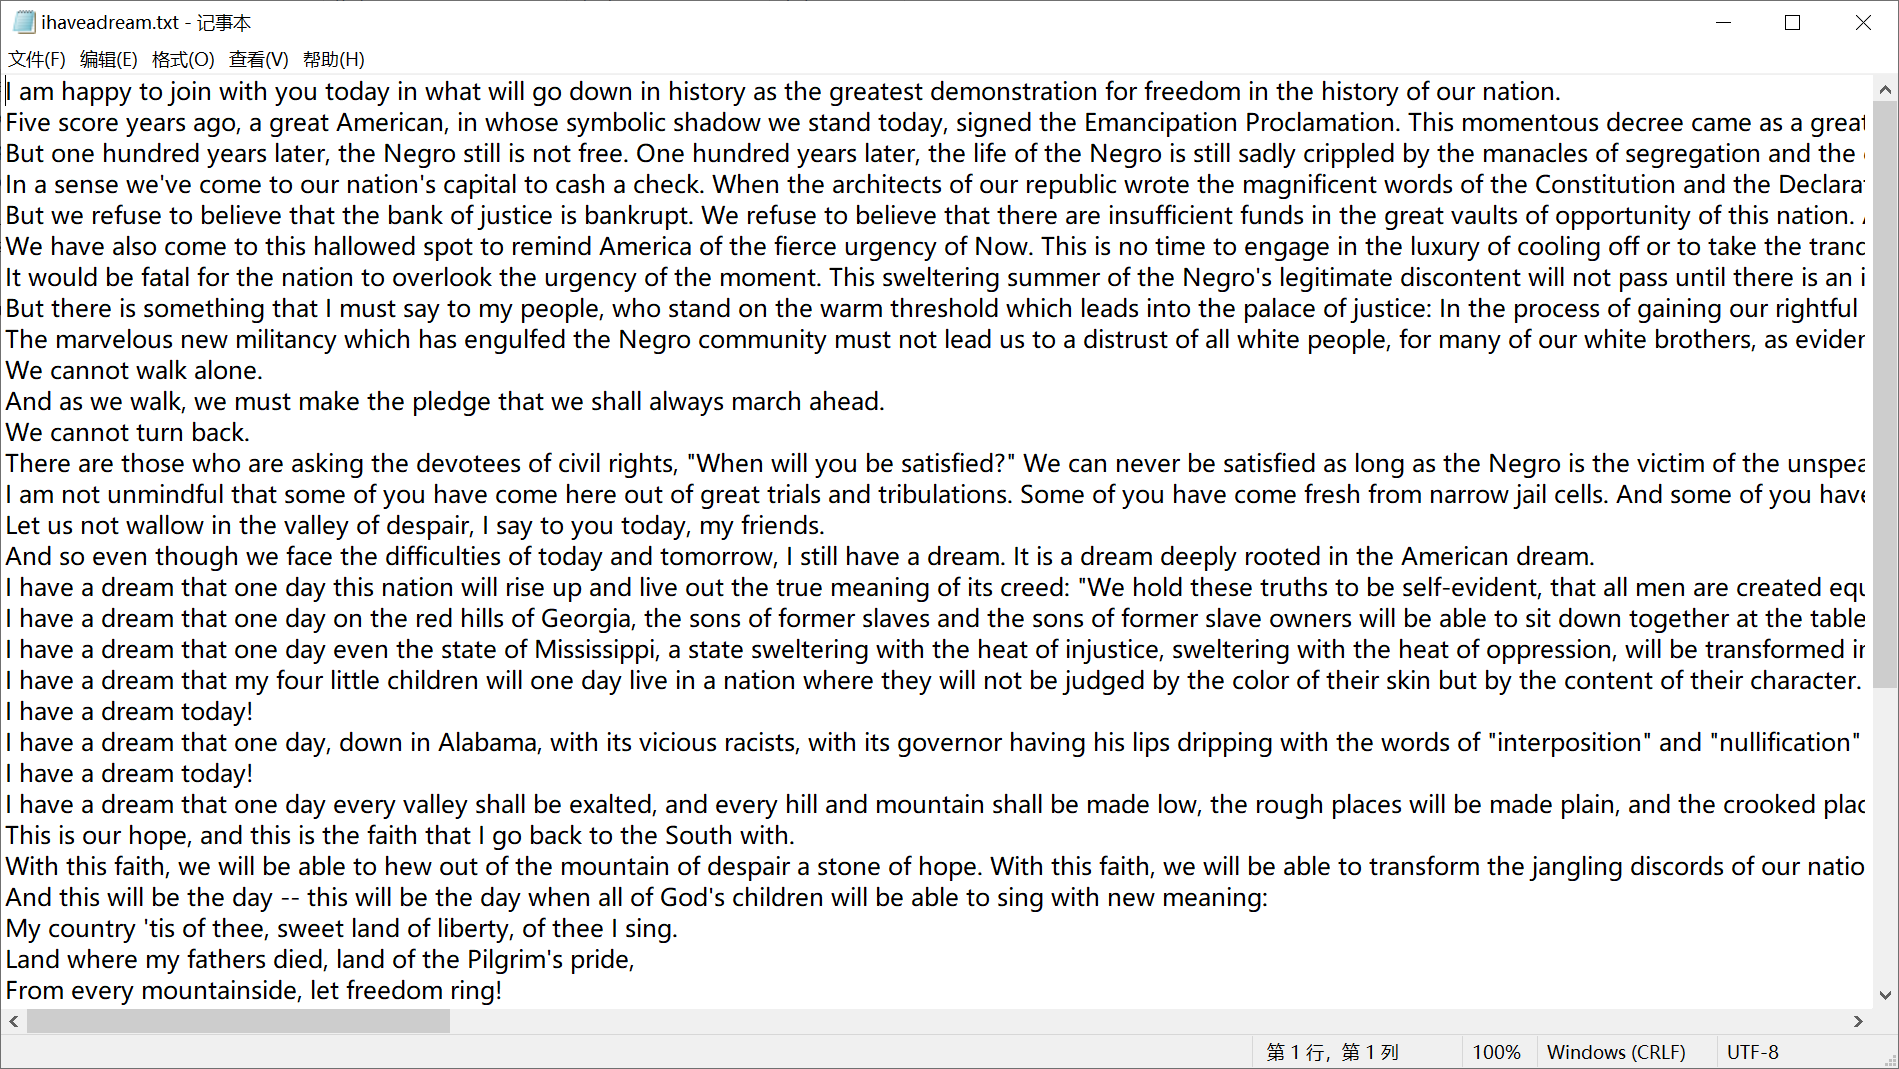 ihaveadream.txt - 记事本
文件(F) 编辑(E) 格式(O) 查看(V) 帮助(H)
I am happy to join with you today in what will go down in history as the greatest demonstration for freedom in the history of our nation.
Five score years ago, a great American, in whose symbolic shadow we stand today, signed the Emancipation Proclamation. This momentous decree came as a great
But one hundred years later, the Negro still is not free. One hundred years later, the life of the Negro is still sadly crippled by the manacles of segregation and the
In a sense we've come to our nation's capital to cash a check. When the architects of our republic wrote the magnificent words of the Constitution and the Declara
But we refuse to believe that the bank of justice is bankrupt. We refuse to believe that there are insufficient funds in the great vaults of opportunity of this nation.
We have also come to this hallowed spot to remind America of the fierce urgency of Now. This is no time to engage in the luxury of cooling off or to take the tran
It would be fatal for the nation to overlook the urgency of the moment. This sweltering summer of the Negro's legitimate discontent will not pass until there is an i
But there is something that I must say to my people, who stand on the warm threshold which leads into the palace of justice: In the process of gaining our rightful
The marvelous new militancy which has engulfed the Negro community must not lead us to a distrust of all white people, for many of our white brothers, as eviden
We cannot walk alone.
And as we walk, we must make the pledge that we shall always march ahead.
We cannot turn back.
There are those who are asking the devotees of civil rights, "When will you be satisfied?" We can never be satisfied as long as the Negro is the victim of the unspea
I am not unmindful that some of you have come here out of great trials and tribulations. Some of you have come fresh from narrow jail cells. And some of you have
Let us not wallow in the valley of despair, I say to you today, my friends.
And so even though we face the difficulties of today and tomorrow, I still have a dream. It is a dream deeply rooted in the American dream.
I have a dream that one day this nation will rise up and live out the true meaning of its creed: "We hold these truths to be self-evident, that all men are created equ
I have a dream that one day on the red hills of Georgia, the sons of former slaves and the sons of former slave owners will be able to sit down together at the table
I have a dream that one day even the state of Mississippi, a state sweltering with the heat of injustice, sweltering with the heat of oppression, will be transformed in
I have a dream that my four little children will one day live in a nation where they will not be judged by the color of their skin but by the content of their character.
I have a dream today!
I have a dream that one day, down in Alabama, with its vicious racists, with its governor having his lips dripping with the words of "interposition" and "nullification"
I have a dream today!
I have a dream that one day every valley shall be exalted, and every hill and mountain shall be made low, the rough places will be made plain, and the crooked plac
This is our hope, and this is the faith that I go back to the South with.
With this faith, we will be able to hew out of the mountain of despair a stone of hope. With this faith, we will be able to transform the jangling discords of our natio
And this will be the day -- this will be the day when all of God's children will be able to sing with new meaning:
My country 'tis of thee, sweet land of liberty, of thee I sing.
Land where my fathers died, land of the Pilgrim's pride,
From every mountainside, let freedom ring!
第 1 行，第 1 列 100% Windows (CRLF) UTF-8